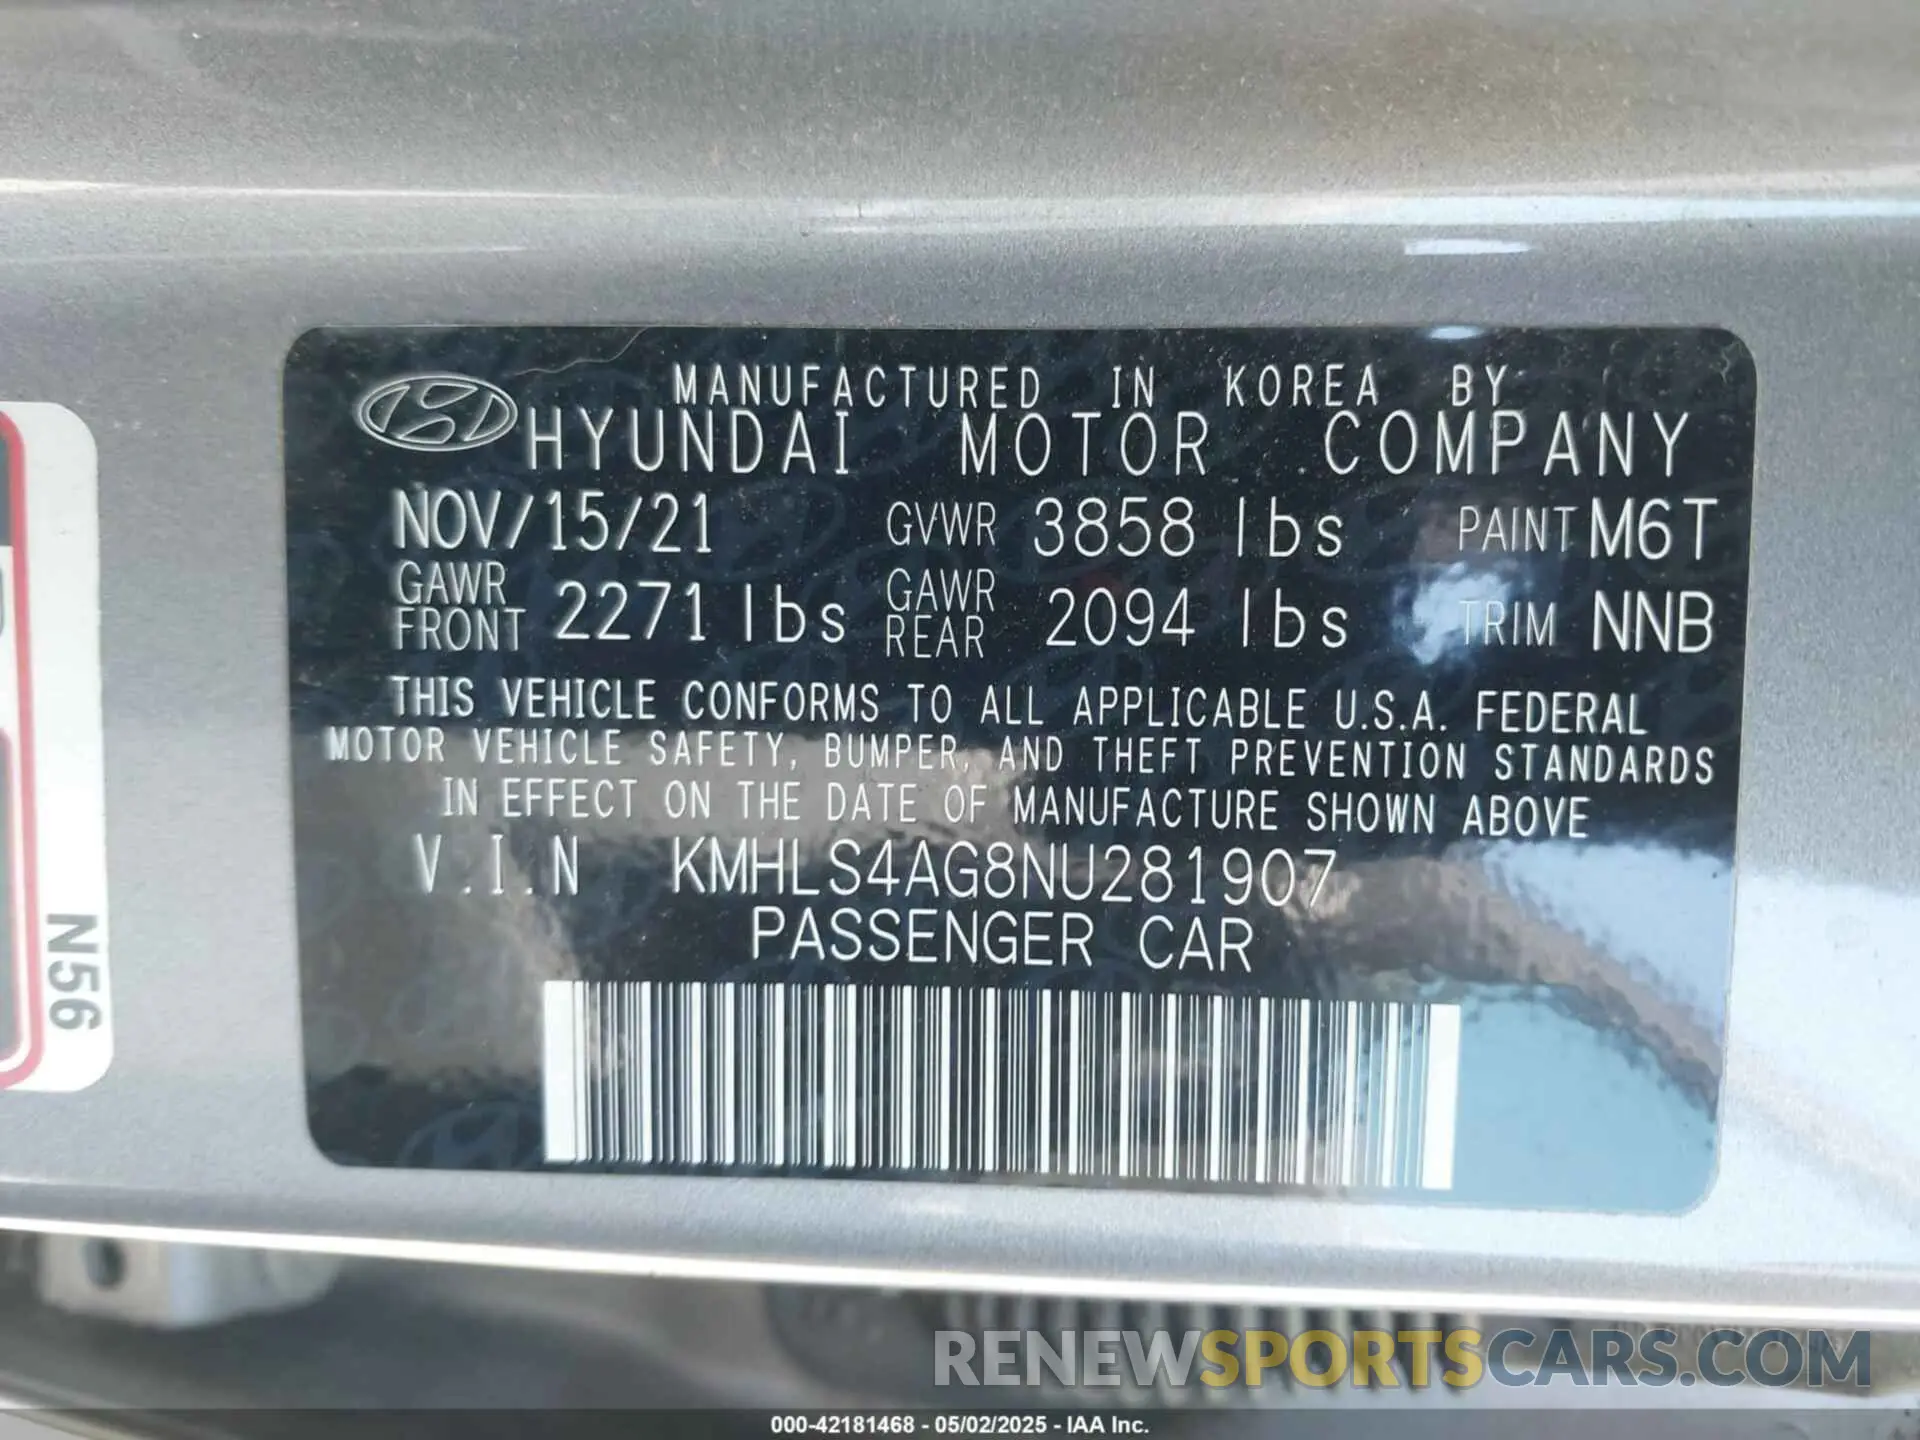 MANUFACTURED IN KOREA BY
HYUNDAI MOTOR COMPANY
NOV/15/21 GVWR 3858 lbs PAINT M6T
GAWR FRONT 2271 lbs GAWR REAR 2094 lbs TRIM NNB
THIS VEHICLE CONFORMS TO ALL APPLICABLE U.S.A. FEDERAL
MOTOR VEHICLE SAFETY, BUMPER, AND THEFT PREVENTION STANDARDS
IN EFFECT ON THE DATE OF MANUFACTURE SHOWN ABOVE
V.I.N KMHLS4AG8NU281907
PASSENGER CAR
N56
RENEWSPORTSCARS.COM
000-42181468 - 05/02/2025 - IAA Inc.